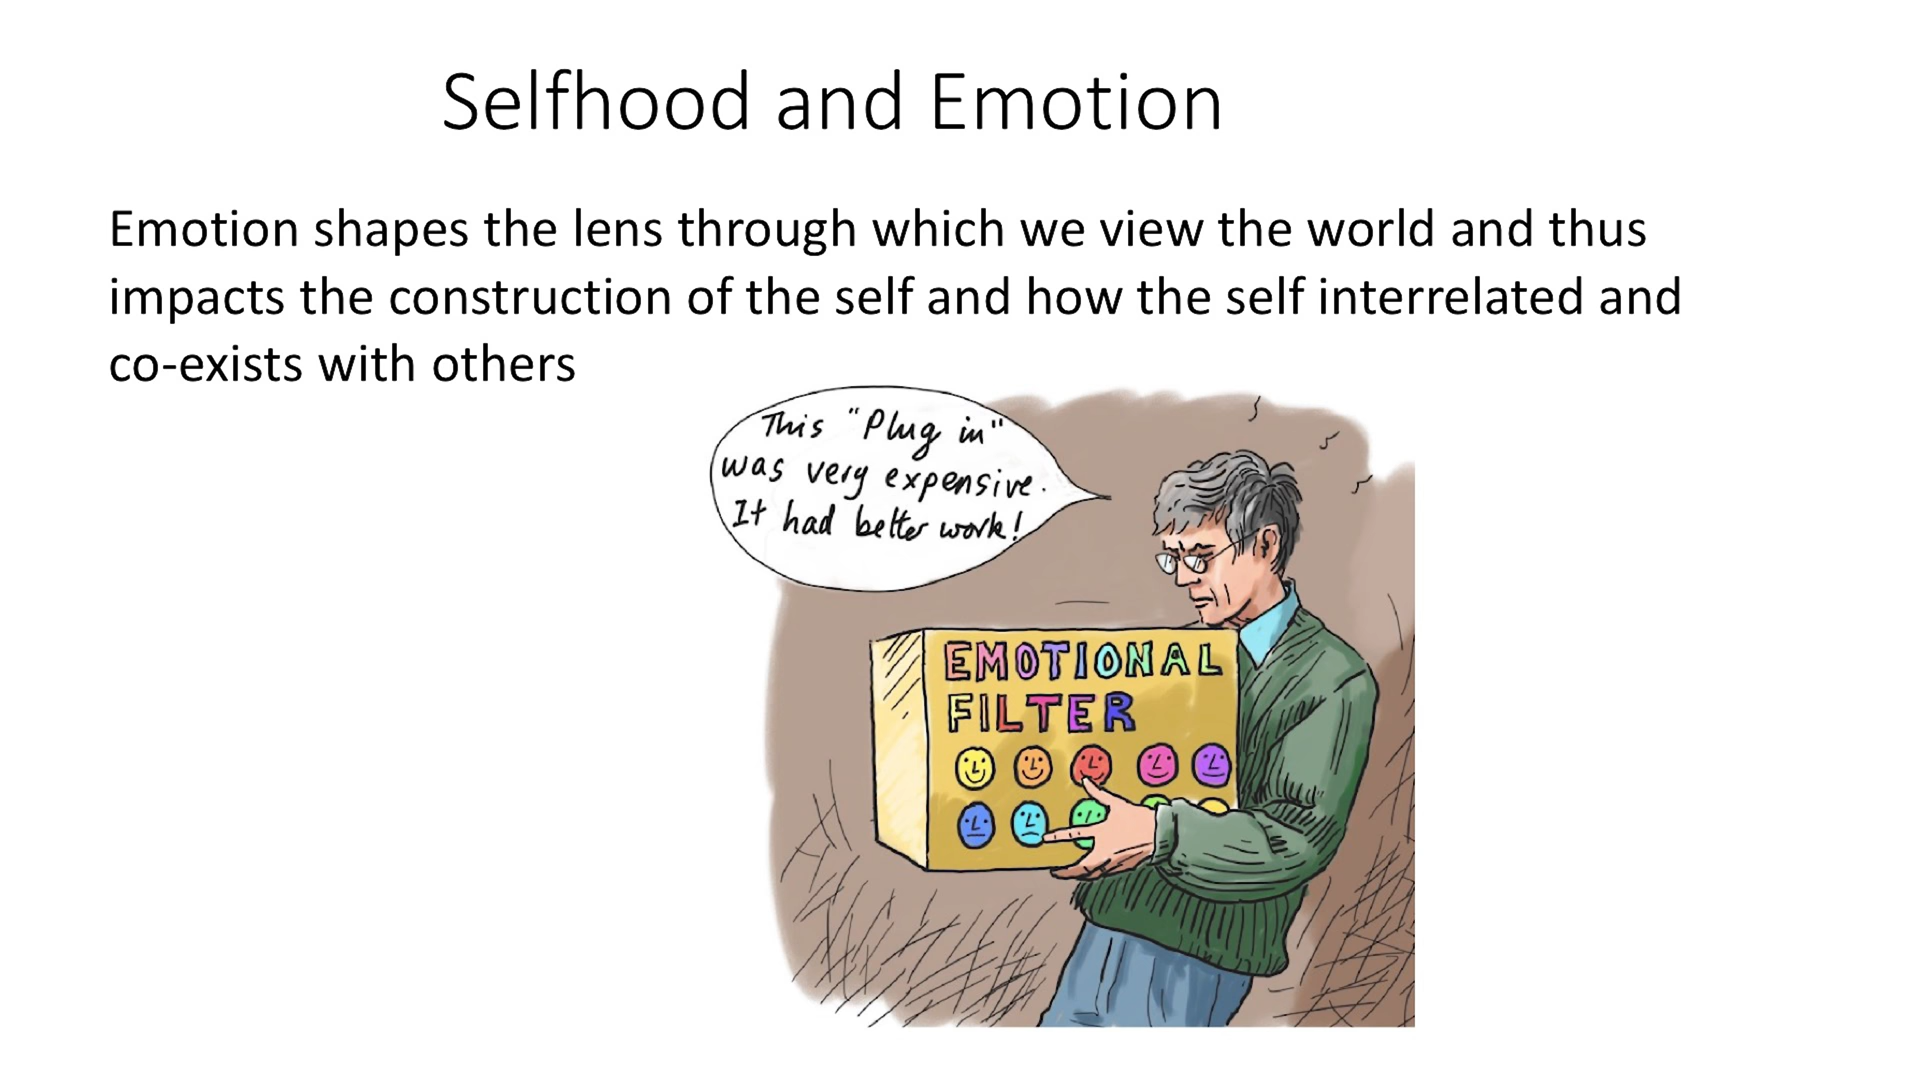 Selfhood and Emotion
Emotion shapes the lens through which we view the world and thus
impacts the construction of the self and how the self interrelated and
co-exists with others
This "Plug in"
was very expensive.
It had better work!
EMOTIONAL
FILTER